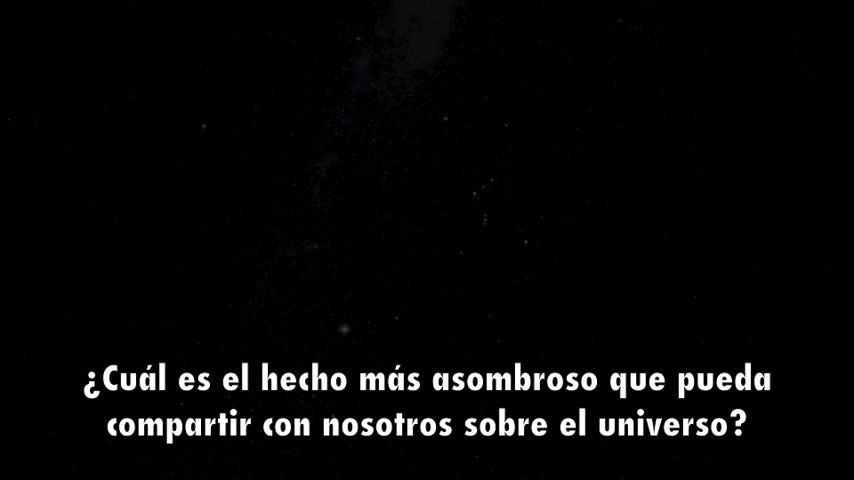 ¿Cuál es el hecho más asombroso que pueda
compartir con nosotros sobre el universo?